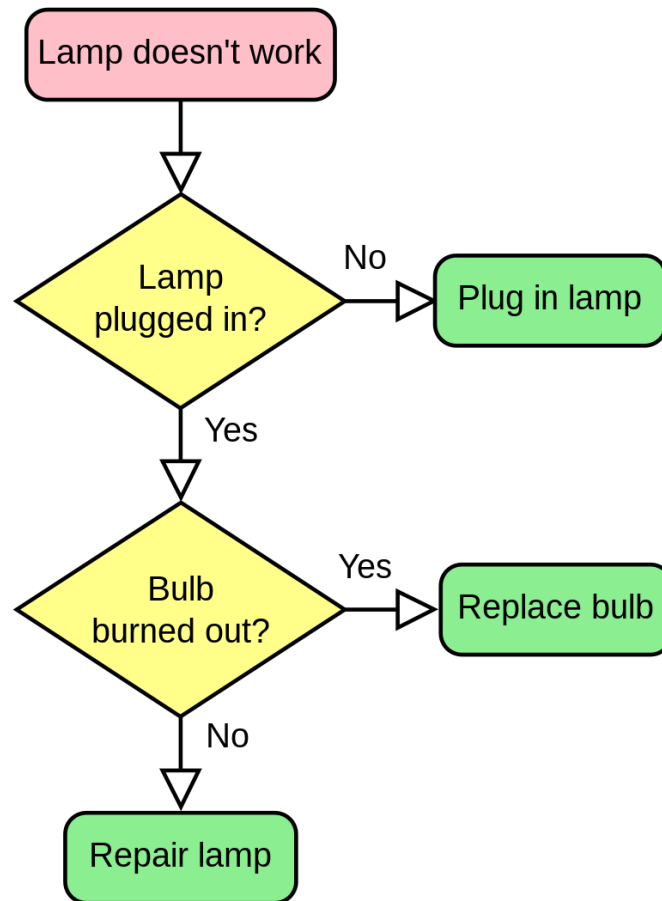 Lamp doesn't work
Lamp
plugged in?
No
Plug in lamp
Yes
Bulb
burned out?
Yes
Replace bulb
No
Repair lamp